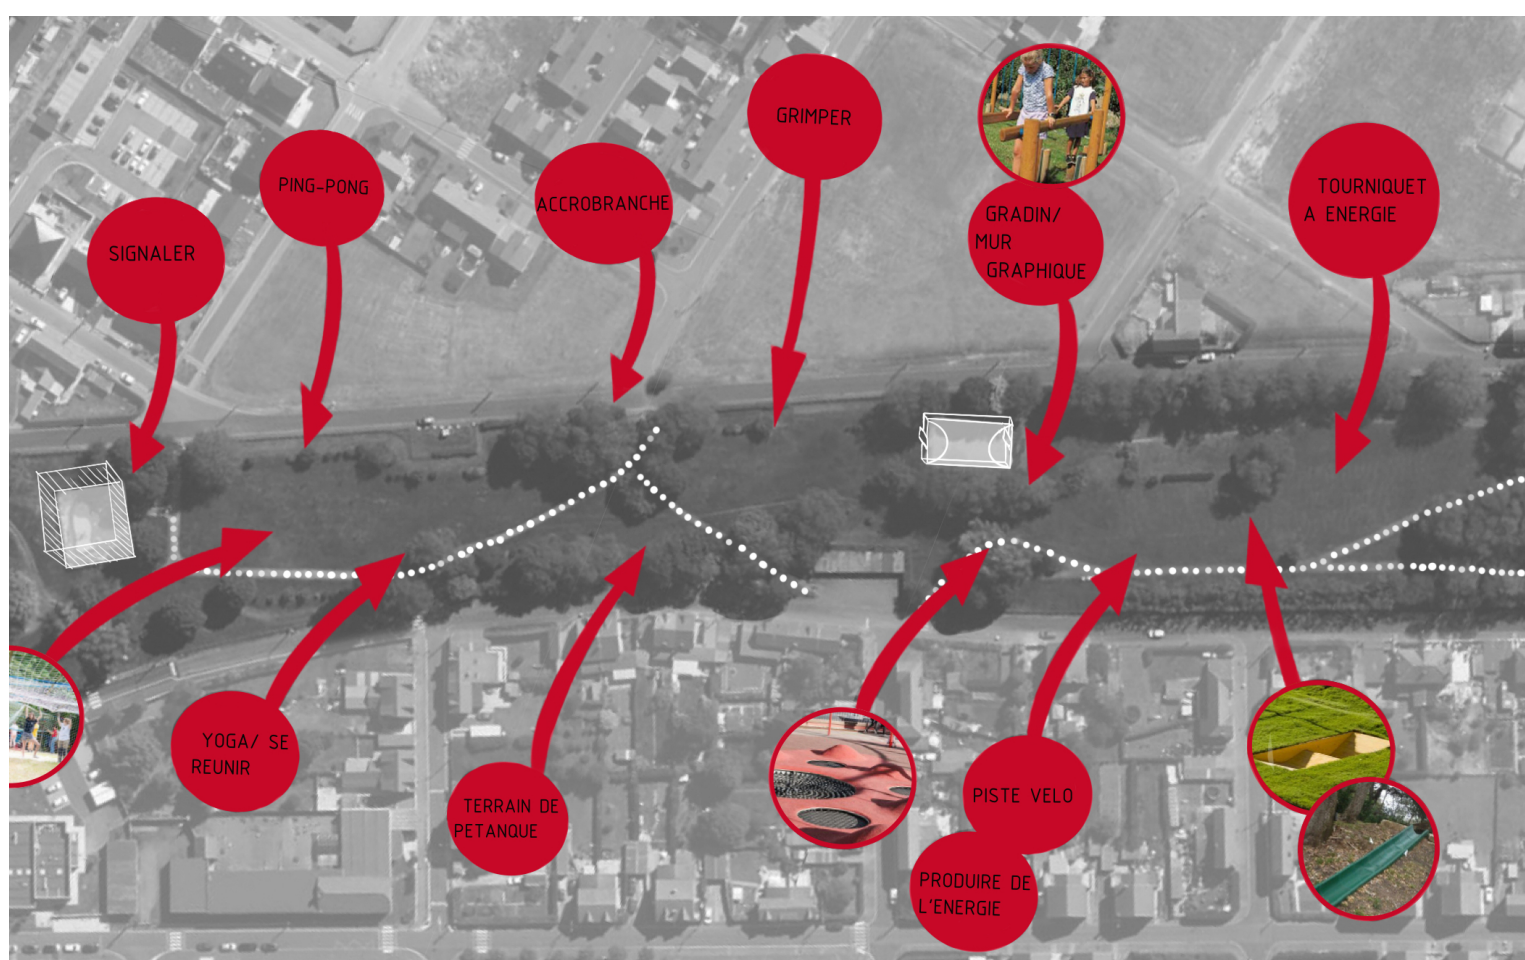 GRIMPER
PING-PONG
ACCROBRANCHE
TOURNIQUET
A ENERGIE
GRADIN/
MUR
GRAPHIQUE
SIGNALER
YOGA/ SE
REUNIR
TERRAIN DE
PETANQUE
PISTE VELO
PRODUIRE DE
L'ENERGIE